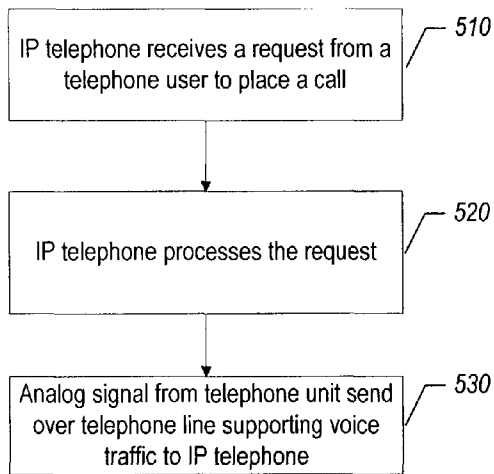 510
IP telephone receives a request from a
telephone user to place a call
520
IP telephone processes the request
530
Analog signal from telephone unit send
over telephone line supporting voice
traffic to IP telephone